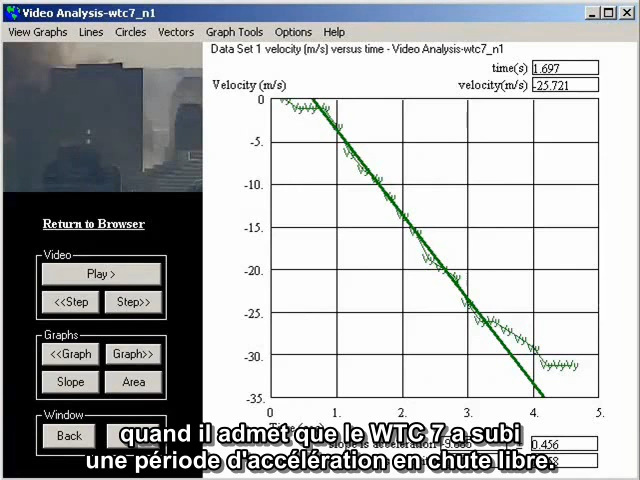 Video Analysis-wtc7_n1
View Graphs Lines Circles Vectors Graph Tools Options Help
Data Set 1 velocity (m/s) versus time - Video Analysis-wtc7_n1
time(s) 1.697
Velocity (m/s) velocity(m/s) -25.721
0
-5.
-10.
-15.
-20.
-25.
-30.
-35.
0 1. 2. 3. 4. 5.
Return to Browser
Video
Play >
<<Step Step>>
Graphs
<<Graph Graph>>
Slope Area
Window
Back
slope is acceleration 0.456
quand il admet que le WTC 7 a subi
une période d'accélération en chute libre.